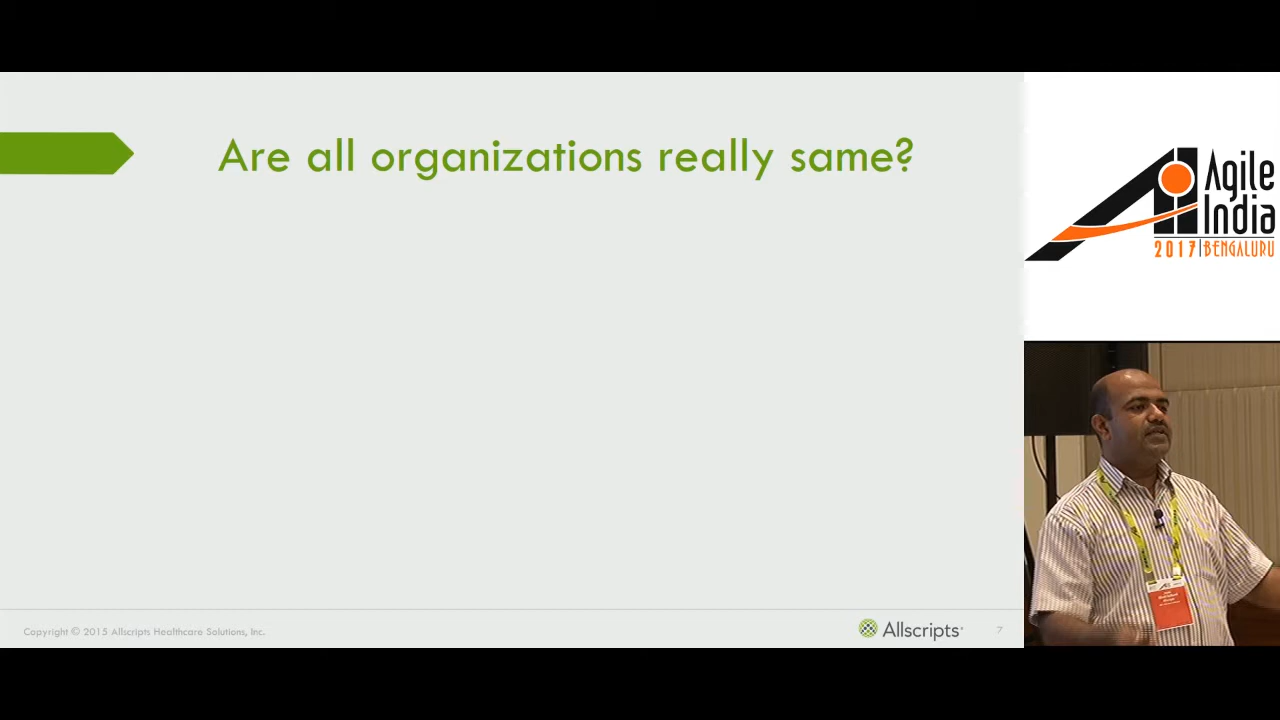 Are all organizations really same?
Agile
India
2017|BENGALURU
Copyright © 2015 Allscripts Healthcare Solutions, Inc.
Allscripts
7